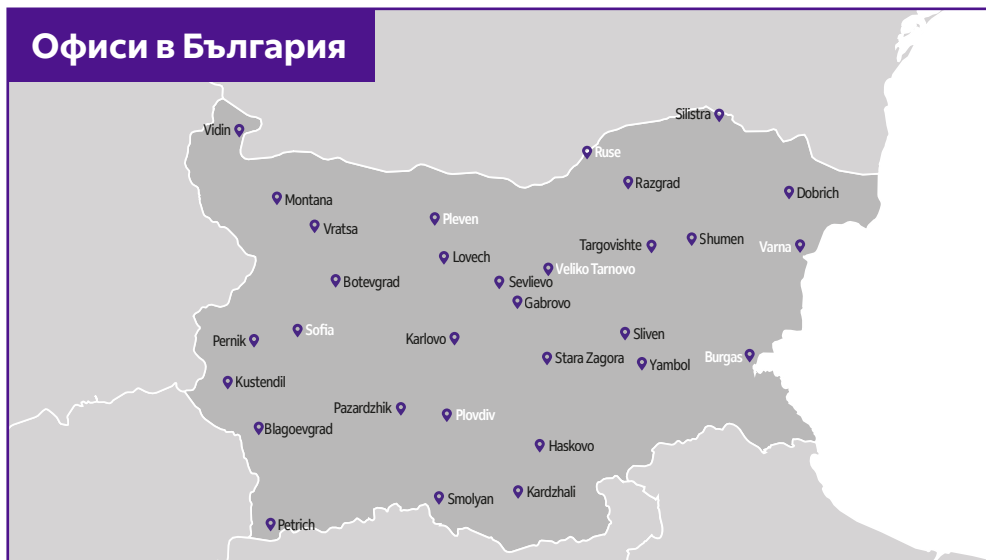 Офиси в България
Silistra
Vidin
Ruse
Razgrad
Dobrich
Montana
Pleven
Vratsa
Shumen
Targovishte
Varna
Lovech
Veliko Tarnovo
Botevgrad
Sevlievo
Gabrovo
Sofia
Sliven
Karlovo
Pernik
Burgas
Stara Zagora
Yambol
Kustendil
Pazardzhik
Plovdiv
Blagoevgrad
Haskovo
Kardzhali
Smolyan
Petrich